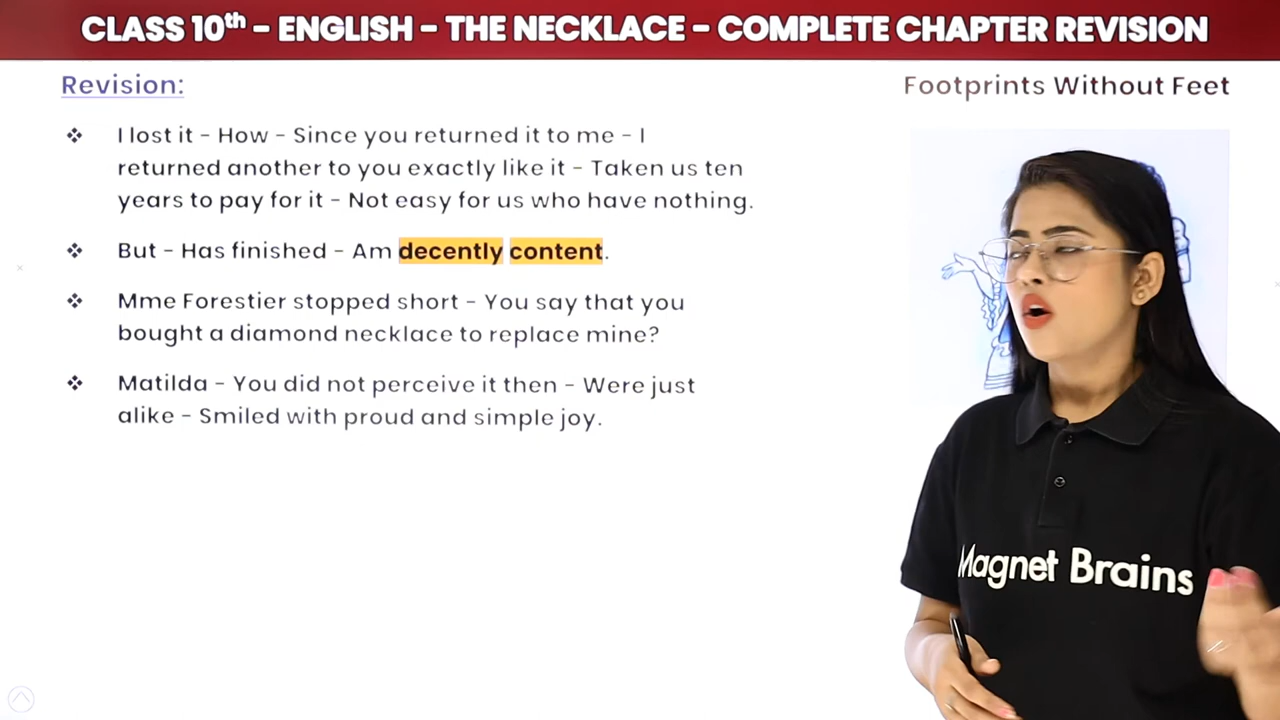 CLASS 10th - ENGLISH - THE NECKLACE - COMPLETE CHAPTER REVISION
Revision:
Footprints Without Feet
❖ I lost it - How - Since you returned it to me - I
returned another to you exactly like it - Taken us ten
years to pay for it - Not easy for us who have nothing.
❖ But - Has finished - Am decently content.
❖ Mme Forestier stopped short - You say that you
bought a diamond necklace to replace mine?
❖ Matilda - You did not perceive it then - Were just
alike - Smiled with proud and simple joy.
Magnet Brains